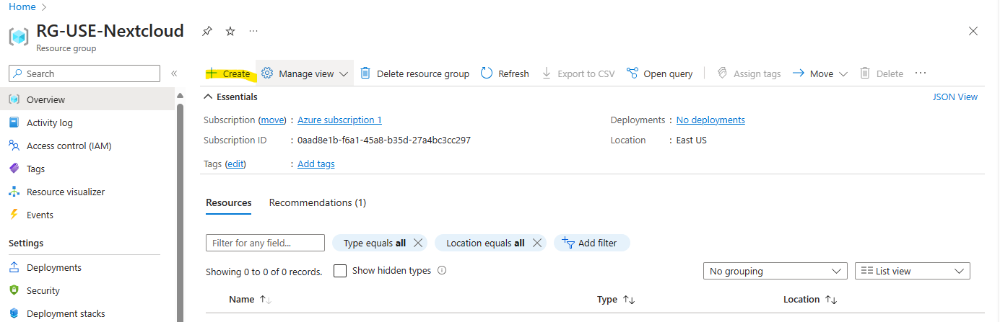 Home
RG-USE-Nextcloud
Resource group
Search
Overview
Activity log
Access control (IAM)
Tags
Resource visualizer
Events
Settings
Deployments
Security
Deployment stacks
Create Manage view Delete resource group Refresh Export to CSV Open query Assign tags Move Delete
Essentials JSON View
Subscription (move) : Azure subscription 1 Deployments : No deployments
Subscription ID : 0aad8e1b-f6a1-45a8-b35d-27a4bc3cc297 Location : East US
Tags (edit) : Add tags
Resources Recommendations (1)
Filter for any field... Type equals all Location equals all Add filter
Showing 0 to 0 of 0 records. Show hidden types No grouping List view
Name Type Location